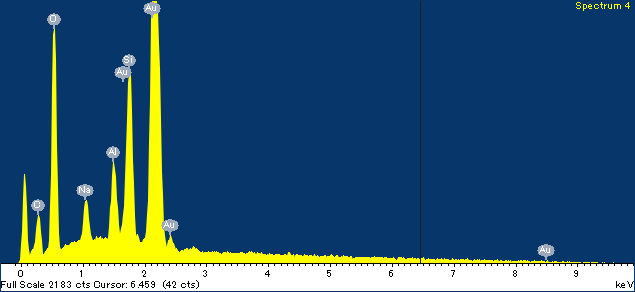 Spectrum 4
Au
O
Si
Au
Al
Na
C
Au
Au
0 1 2 3 4 5 6 7 8 9
Full Scale 2183 cts Cursor: 6.459 (42 cts) keV